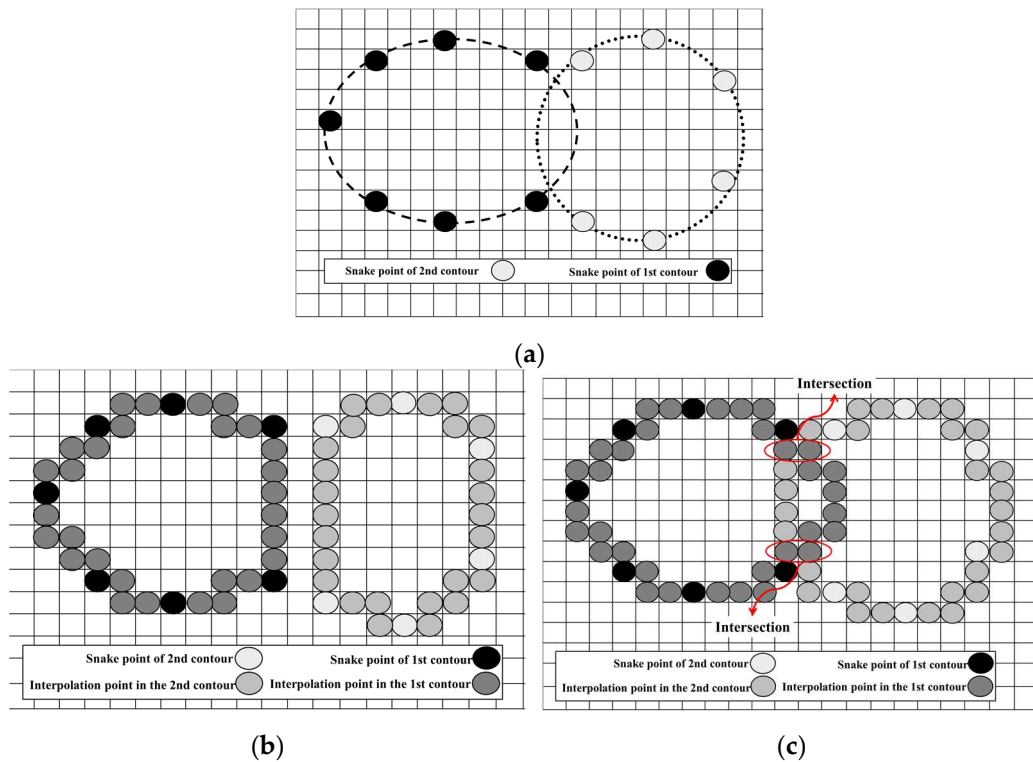 Snake point of 2nd contour Snake point of 1st contour
(a)
Snake point of 2nd contour Snake point of 1st contour
Interpolation point in the 2nd contour Interpolation point in the 1st contour
(b)
Intersection
Intersection
Snake point of 2nd contour Snake point of 1st contour
Interpolation point in the 2nd contour Interpolation point in the 1st contour
(c)